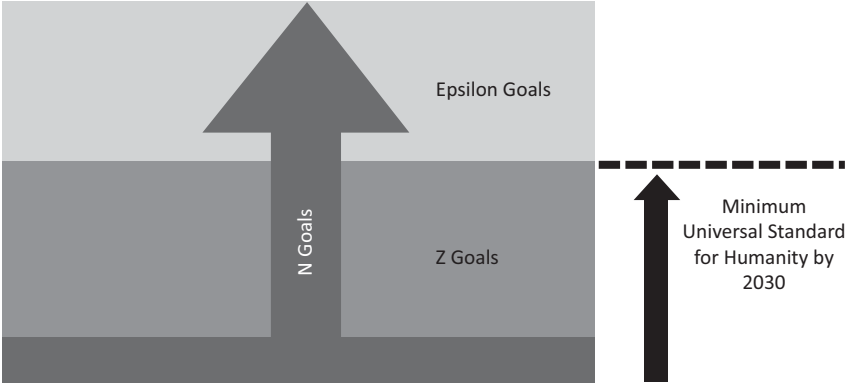 Epsilon Goals
N Goals
Z Goals
Minimum
Universal Standard
for Humanity by
2030